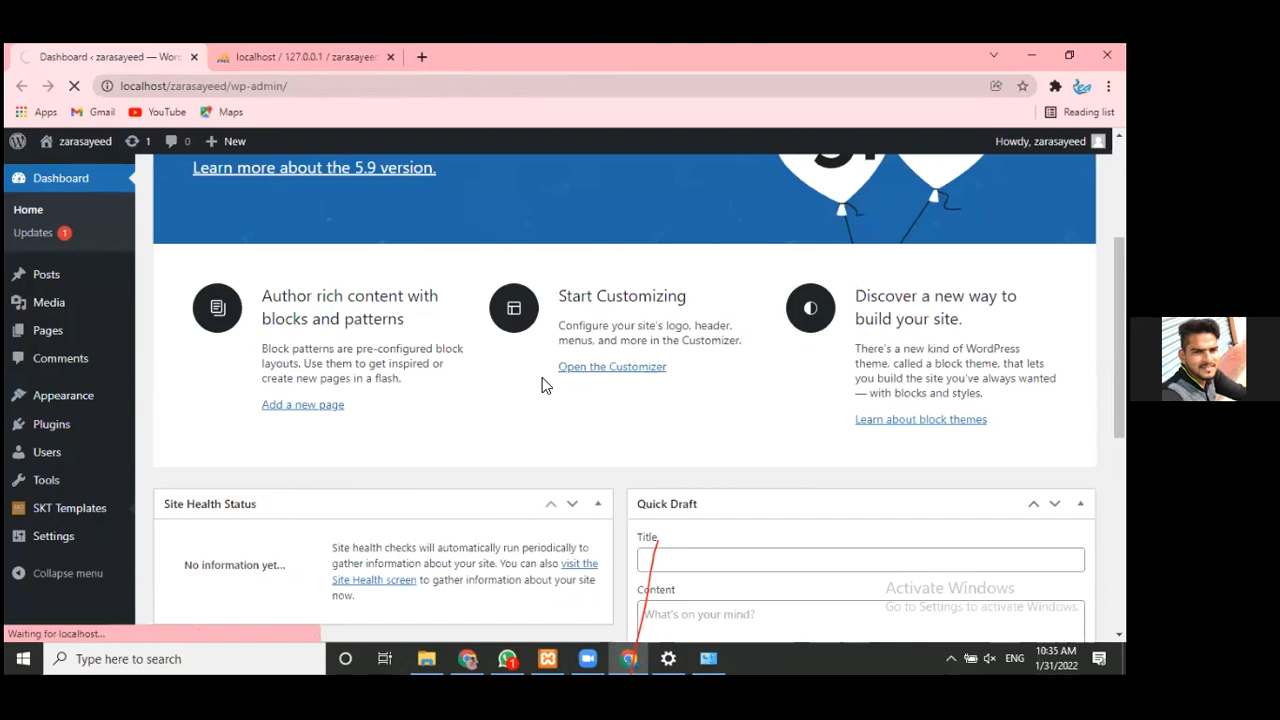 Dashboard ‹ zarasayeed — Worc
localhost / 127.0.0.1 / zarasayeec
localhost/zarasayeed/wp-admin/
Apps
Gmail
YouTube
Maps
Reading list
zarasayeed
1
0
New
Howdy, zarasayeed
Dashboard
Home
Updates 1
Posts
Media
Pages
Comments
Appearance
Plugins
Users
Tools
SKT Templates
Settings
Collapse menu
Learn more about the 5.9 version.
Author rich content with
blocks and patterns
Block patterns are pre-configured block
layouts. Use them to get inspired or
create new pages in a flash.
Add a new page
Start Customizing
Configure your site's logo, header,
menus, and more in the Customizer.
Open the Customizer
Discover a new way to
build your site.
There's a new kind of WordPress
theme, called a block theme, that lets
you build the site you've always wanted
— with blocks and styles.
Learn about block themes
Site Health Status
No information yet...
Site health checks will automatically run periodically to
gather information about your site. You can also visit the
Site Health screen to gather information about your site
now.
Quick Draft
Title
Content
What's on your mind?
Activate Windows
Go to Settings to activate Windows.
Waiting for localhost...
Type here to search
1
ENG
10:35 AM
1/31/2022